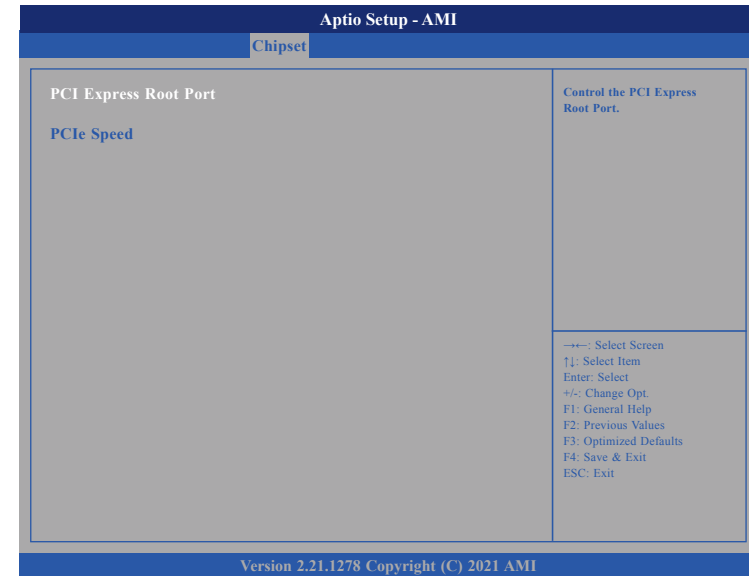 Aptio Setup - AMI
Chipset
PCI Express Root Port
PCIe Speed
Control the PCI Express
Root Port.
→←: Select Screen
↑↓: Select Item
Enter: Select
+/-: Change Opt.
F1: General Help
F2: Previous Values
F3: Optimized Defaults
F4: Save & Exit
ESC: Exit
Version 2.21.1278 Copyright (C) 2021 AMI